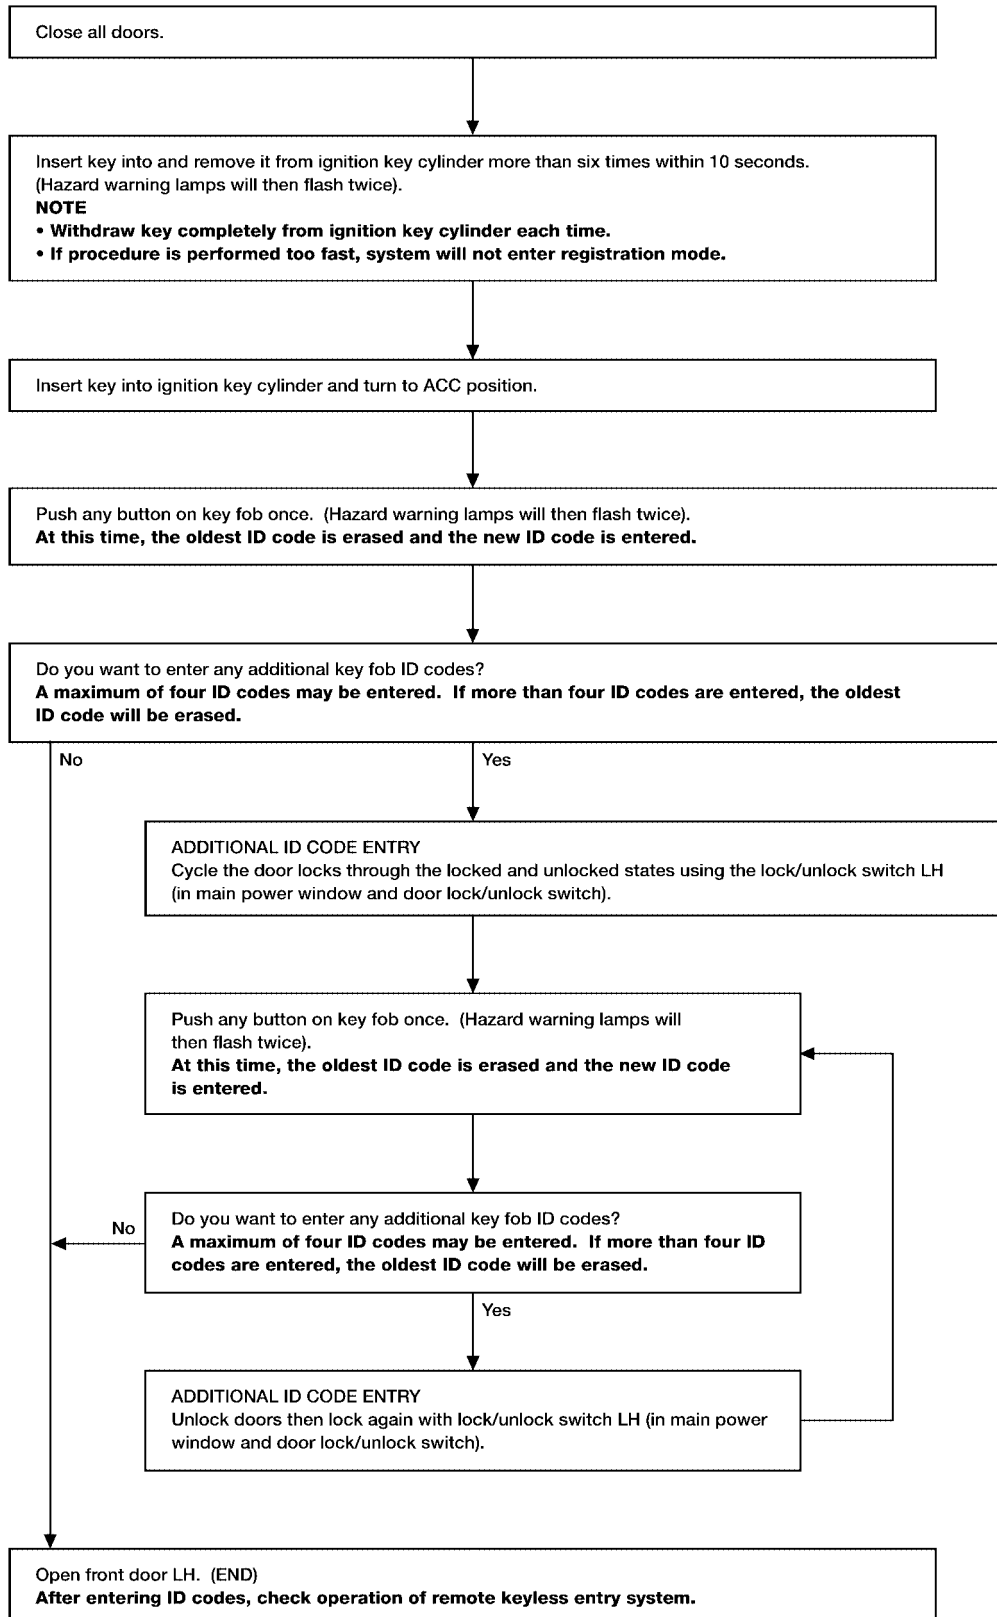 Close all doors.
Insert key into and remove it from ignition key cylinder more than six times within 10 seconds.
(Hazard warning lamps will then flash twice).
NOTE
• Withdraw key completely from ignition key cylinder each time.
• If procedure is performed too fast, system will not enter registration mode.
Insert key into ignition key cylinder and turn to ACC position.
Push any button on key fob once. (Hazard warning lamps will then flash twice).
At this time, the oldest ID code is erased and the new ID code is entered.
Do you want to enter any additional key fob ID codes?
A maximum of four ID codes may be entered. If more than four ID codes are entered, the oldest
ID code will be erased.
No
Yes
ADDITIONAL ID CODE ENTRY
Cycle the door locks through the locked and unlocked states using the lock/unlock switch LH
(in main power window and door lock/unlock switch).
Push any button on key fob once. (Hazard warning lamps will
then flash twice).
At this time, the oldest ID code is erased and the new ID code
is entered.
Do you want to enter any additional key fob ID codes?
A maximum of four ID codes may be entered. If more than four ID
codes are entered, the oldest ID code will be erased.
No
Yes
ADDITIONAL ID CODE ENTRY
Unlock doors then lock again with lock/unlock switch LH (in main power
window and door lock/unlock switch).
Open front door LH. (END)
After entering ID codes, check operation of remote keyless entry system.